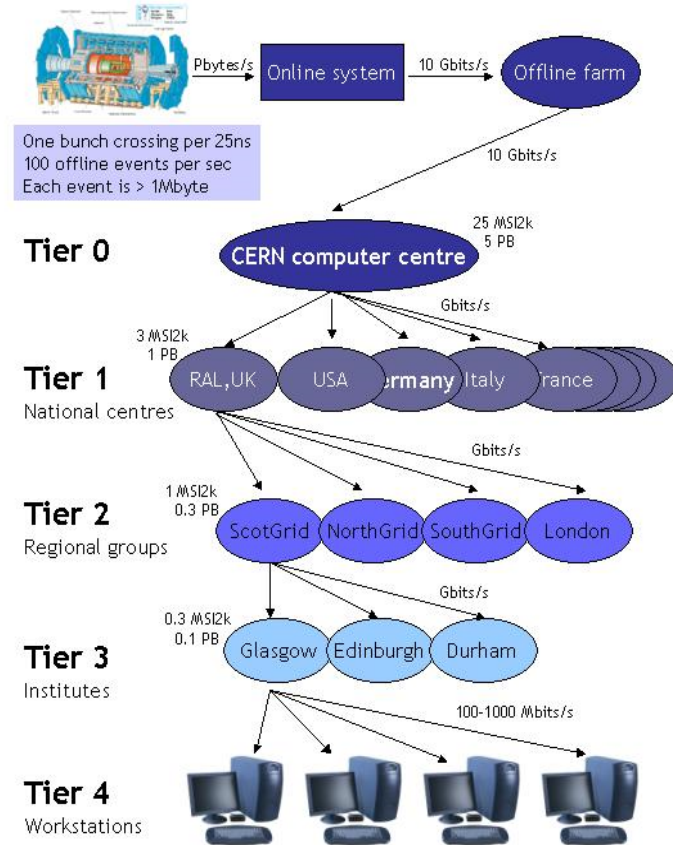 Pbytes/s
Online system
10 Gbits/s
Offline farm
One bunch crossing per 25ns
100 offline events per sec
Each event is > 1Mbyte
10 Gbits/s
Tier 0
CERN computer centre
25 MSI2k
5 PB
Gbits/s
3 MSI2k
1 PB
Tier 1
National centres
RAL,UK
USA
ermany
Italy
France
Gbits/s
1 MSI2k
0.3 PB
Tier 2
Regional groups
ScotGrid
NorthGrid
SouthGrid
London
Gbits/s
0.3 MSI2k
0.1 PB
Tier 3
Institutes
Glasgow
Edinburgh
Durham
100-1000 Mbits/s
Tier 4
Workstations